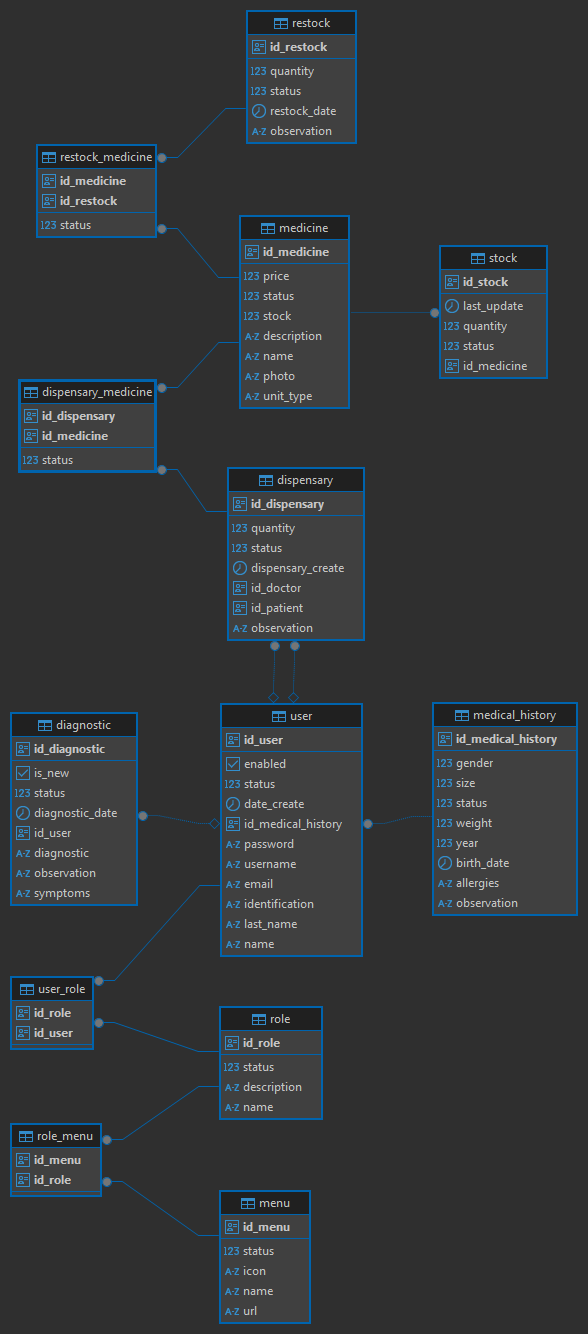 restock
id_restock
123 quantity
123 status
restock_date
A-Z observation
restock_medicine
id_medicine
id_restock
123 status
medicine
id_medicine
123 price
123 status
123 stock
A-Z description
A-Z name
A-Z photo
A-Z unit_type
stock
id_stock
last_update
123 quantity
123 status
id_medicine
dispensary_medicine
id_dispensary
id_medicine
123 status
dispensary
id_dispensary
123 quantity
123 status
dispensary_create
id_doctor
id_patient
A-Z observation
diagnostic
id_diagnostic
is_new
123 status
diagnostic_date
id_user
A-Z diagnostic
A-Z observation
A-Z symptoms
user
id_user
enabled
123 status
date_create
id_medical_history
A-Z password
A-Z username
A-Z email
A-Z identification
A-Z last_name
A-Z name
medical_history
id_medical_history
123 gender
123 size
123 status
123 weight
123 year
birth_date
A-Z allergies
A-Z observation
user_role
id_role
id_user
role
id_role
123 status
A-Z description
A-Z name
role_menu
id_menu
id_role
menu
id_menu
123 status
A-Z icon
A-Z name
A-Z url